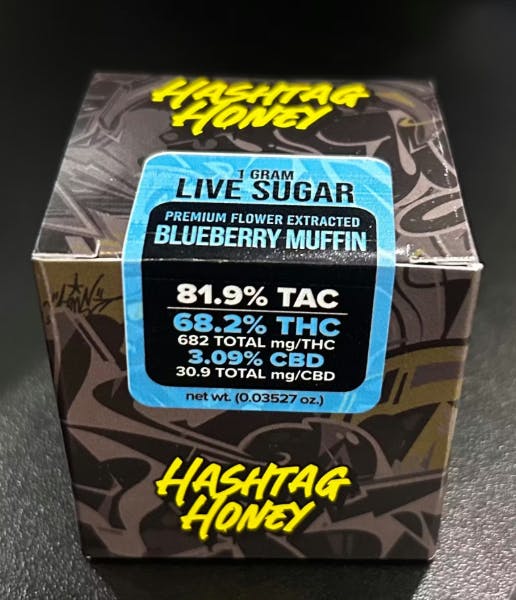 HASHTAG
HONEY
1 GRAM
LIVE SUGAR
PREMIUM FLOWER EXTRACTED
BLUEBERRY MUFFIN
81.9% TAC
68.2% THC
682 TOTAL mg/THC
3.09% CBD
30.9 TOTAL mg/CBD
net wt. (0.03527 oz.)
HASHTAG
HONEY